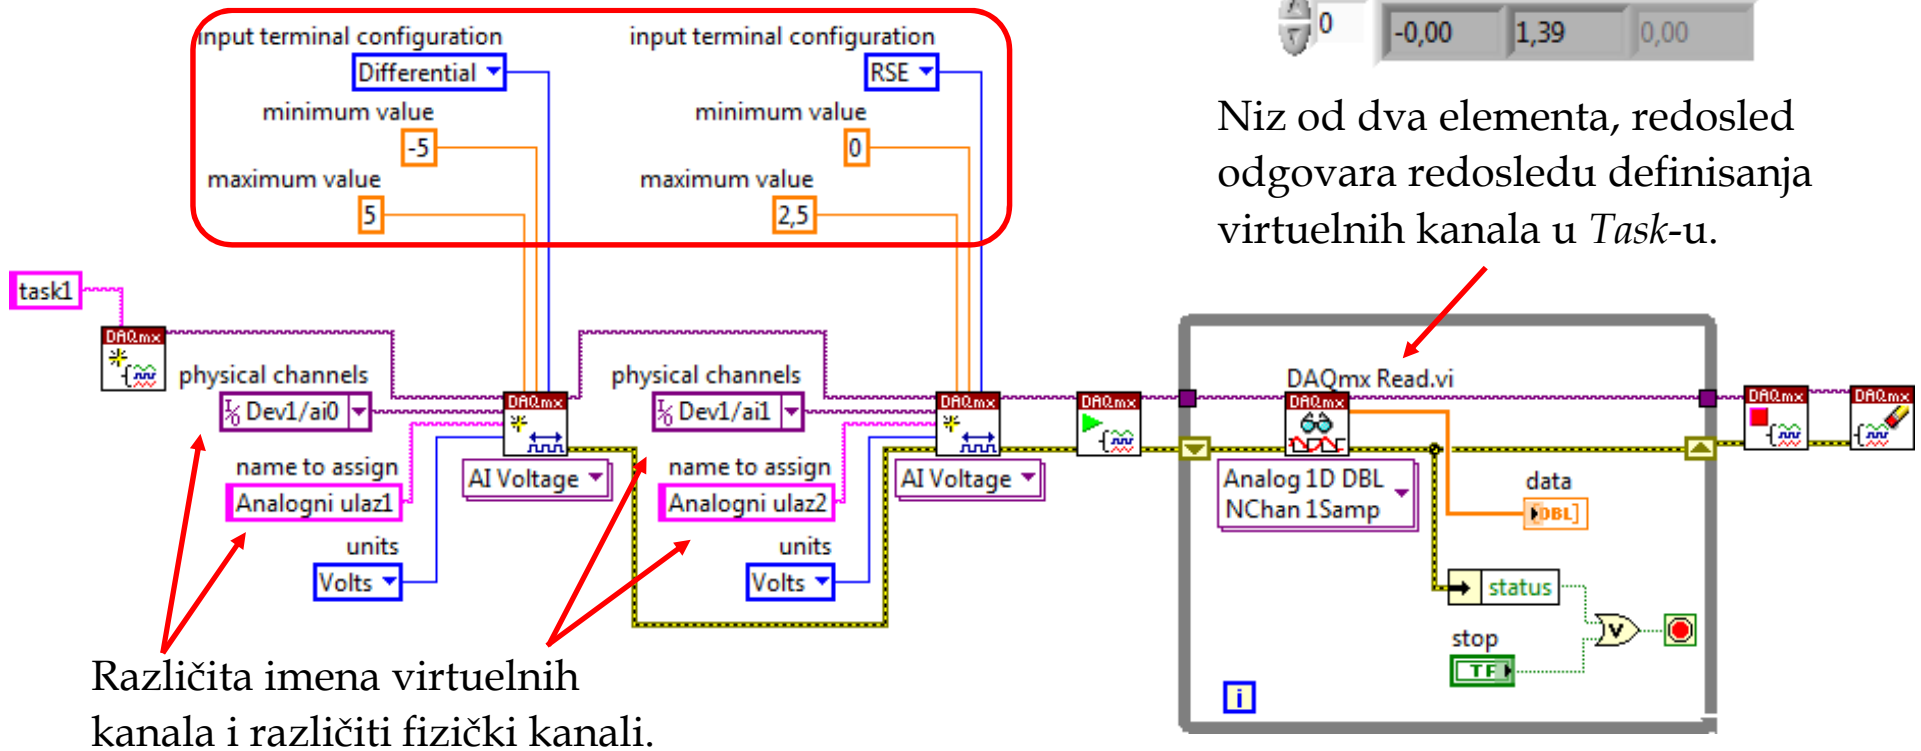 input terminal configuration
Differential
minimum value
-5
maximum value
5
input terminal configuration
RSE
minimum value
0
maximum value
2,5
0
-0,00
1,39
0,00
Niz od dva elementa, redosled
odgovara redosledu definisanja
virtuelnih kanala u Task-u.
task1
DAQmx
physical channels
I/O Dev1/ai0
name to assign
Analogni ulaz1
units
Volts
DAQmx
AI Voltage
physical channels
I/O Dev1/ai1
name to assign
Analogni ulaz2
units
Volts
DAQmx
AI Voltage
DAQmx
DAQmx Read.vi
DAQmx
Analog 1D DBL
NChan 1Samp
data
DBL]
status
stop
TF
V
i
DAQmx
DAQmx
Različita imena virtuelnih
kanala i različiti fizički kanali.